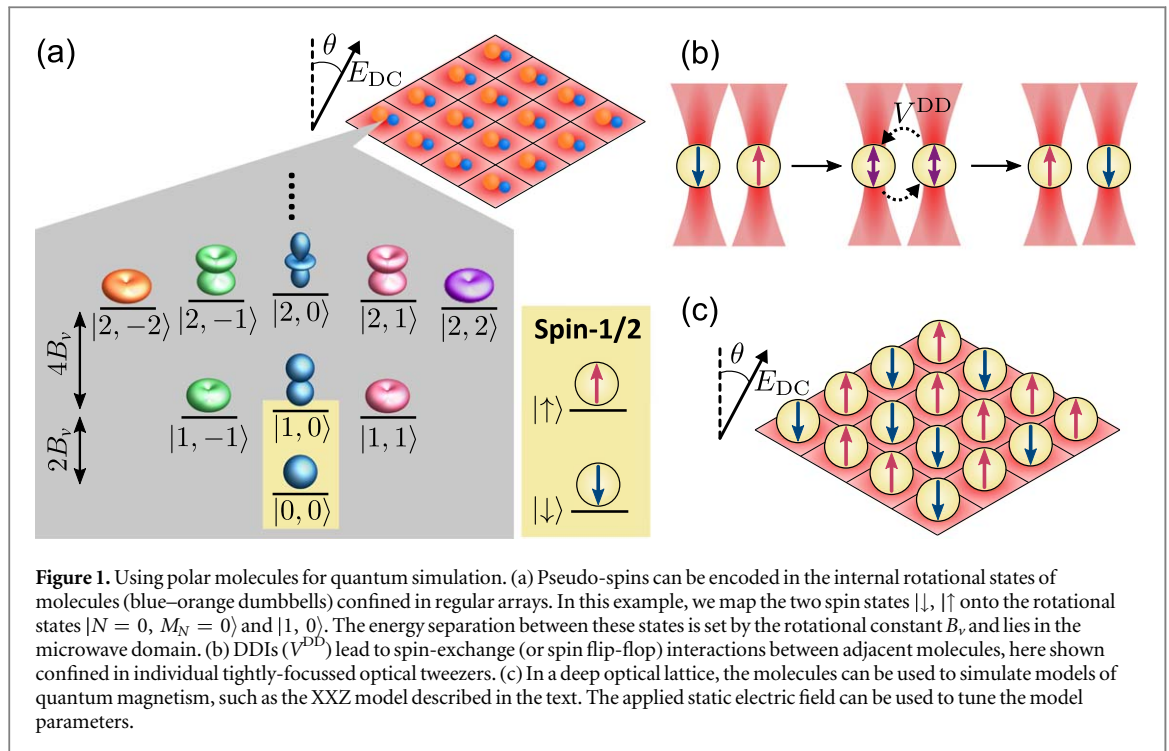 (a)
θ
E_DC
|2, −2⟩
|2, −1⟩
|2, 0⟩
|2, 1⟩
|2, 2⟩
4B_v
|1, −1⟩
|1, 0⟩
|1, 1⟩
2B_v
|0, 0⟩
Spin-1/2
|↑⟩
|↓⟩
(b)
V^DD
(c)
θ
E_DC
Figure 1. Using polar molecules for quantum simulation. (a) Pseudo-spins can be encoded in the internal rotational states of
molecules (blue–orange dumbbells) confined in regular arrays. In this example, we map the two spin states |↓, |↑ onto the rotational
states |N = 0, M_N = 0⟩ and |1, 0⟩. The energy separation between these states is set by the rotational constant B_v and lies in the
microwave domain. (b) DDIs (V^DD) lead to spin-exchange (or spin flip-flop) interactions between adjacent molecules, here shown
confined in individual tightly-focussed optical tweezers. (c) In a deep optical lattice, the molecules can be used to simulate models of
quantum magnetism, such as the XXZ model described in the text. The applied static electric field can be used to tune the model
parameters.